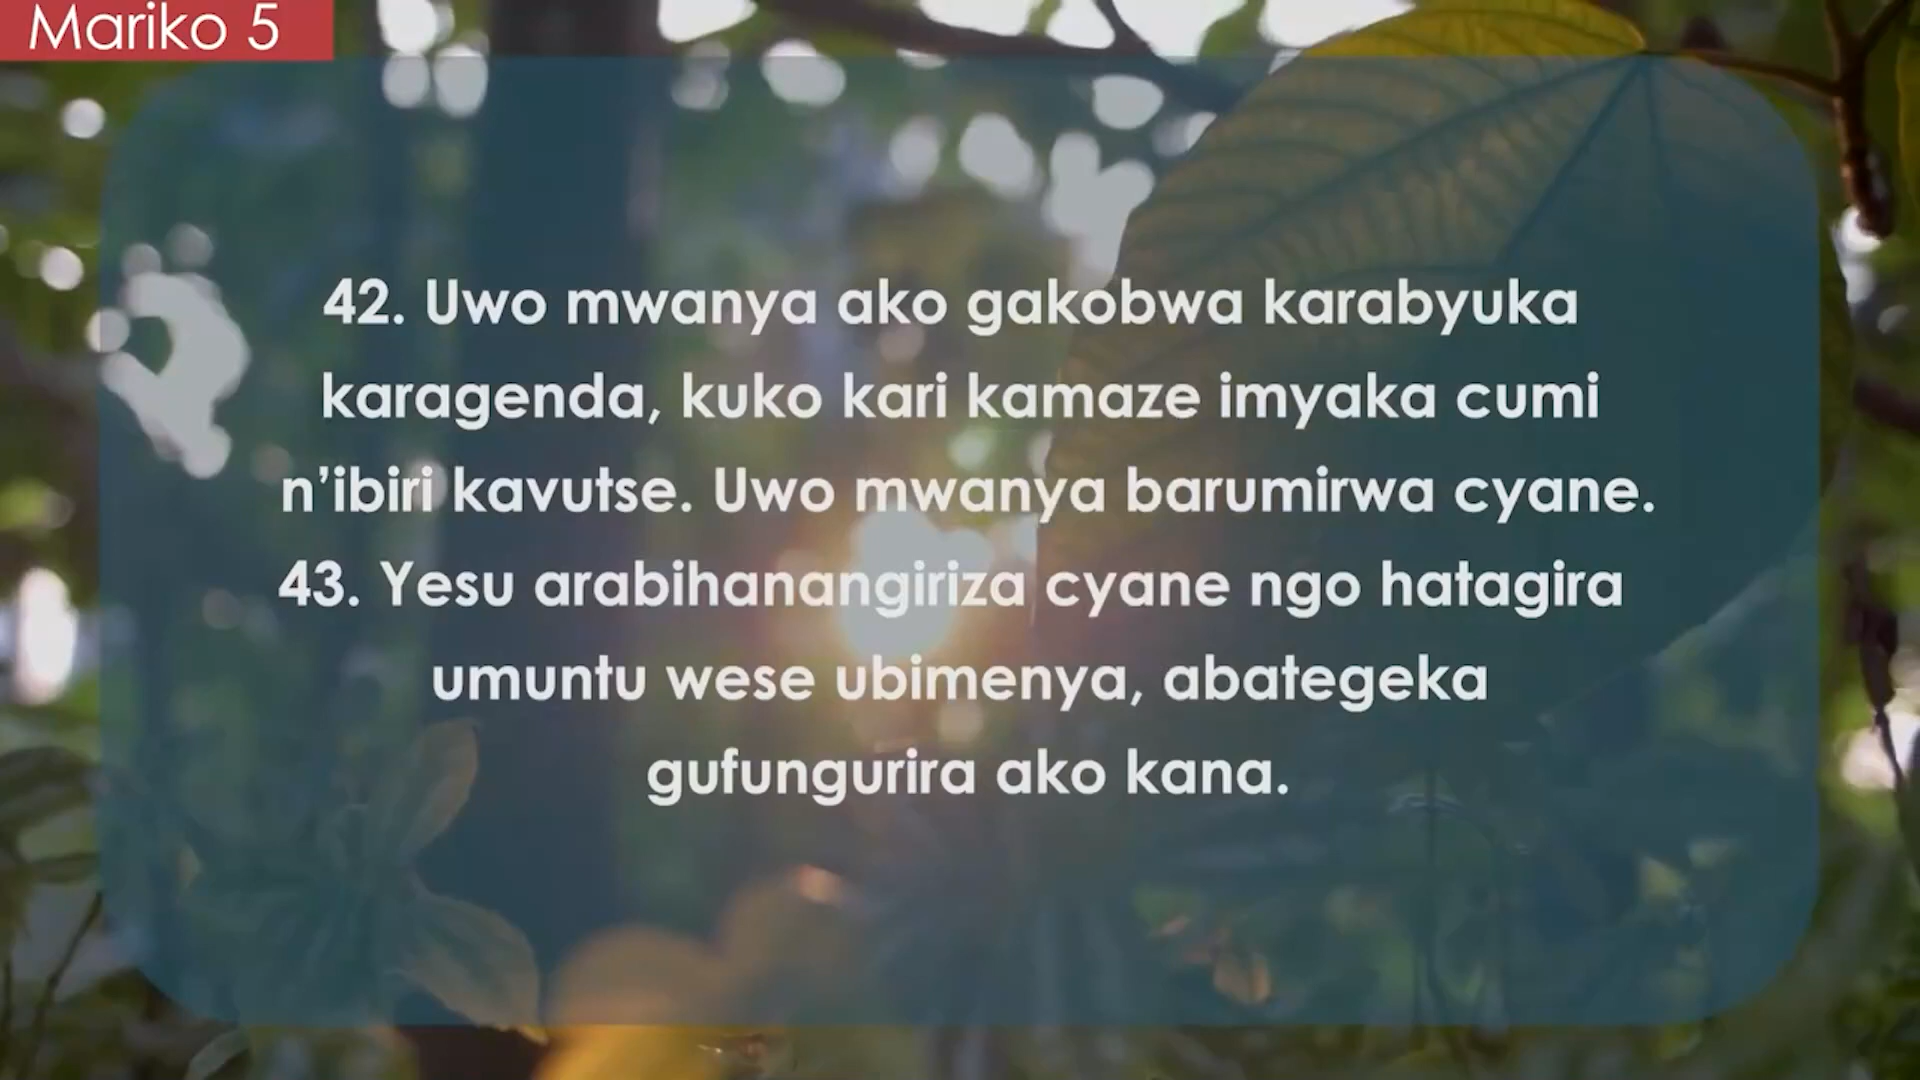 Mariko 5
42. Uwo mwanya ako gakobwa karabyuka
karagenda, kuko kari kamaze imyaka cumi
n’ibiri kavutse. Uwo mwanya barumirwa cyane.
43. Yesu arabihanangiriza cyane ngo hatagira
umuntu wese ubimenya, abategeka
gufungurira ako kana.